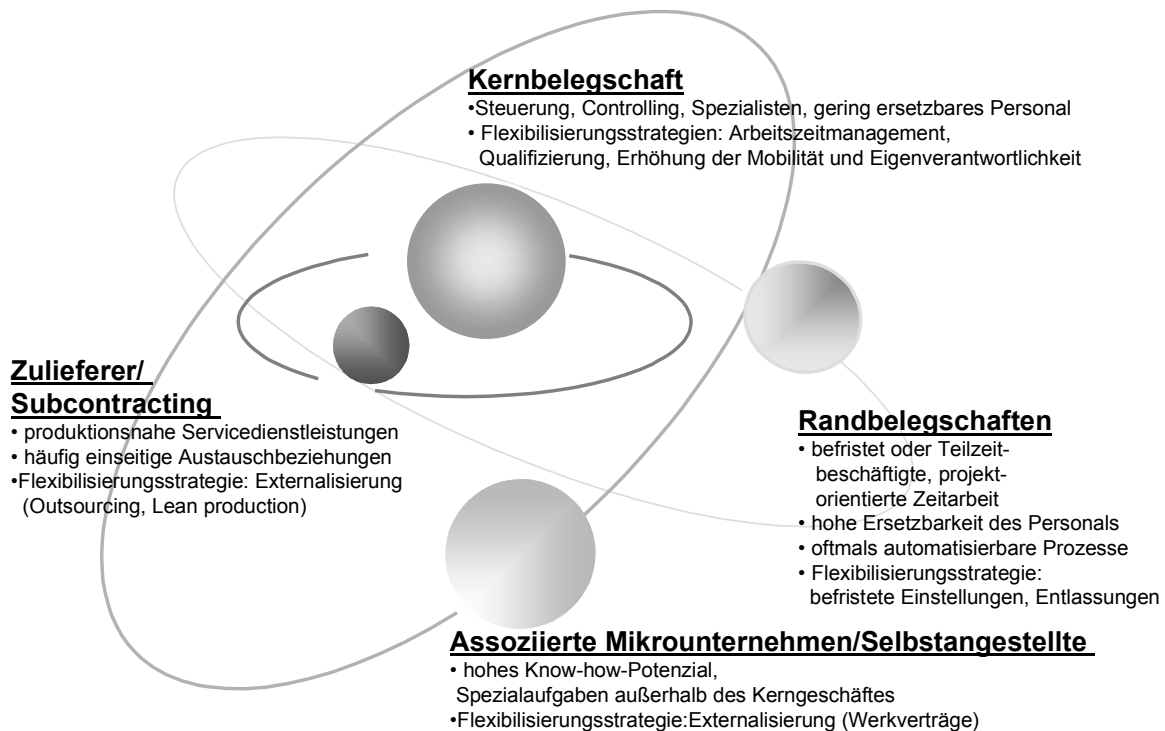 Kernbelegschaft
•Steuerung, Controlling, Spezialisten, gering ersetzbares Personal
• Flexibilisierungsstrategien: Arbeitszeitmanagement,
Qualifizierung, Erhöhung der Mobilität und Eigenverantwortlichkeit
Zulieferer/
Subcontracting
• produktionsnahe Servicedienstleistungen
• häufig einseitige Austauschbeziehungen
•Flexibilisierungsstrategie: Externalisierung
(Outsourcing, Lean production)
Randbelegschaften
• befristet oder Teilzeit-
beschäftigte, projekt-
orientierte Zeitarbeit
• hohe Ersetzbarkeit des Personals
• oftmals automatisierbare Prozesse
• Flexibilisierungsstrategie:
befristete Einstellungen, Entlassungen
Assoziierte Mikrounternehmen/Selbstangestellte
• hohes Know-how-Potenzial,
Spezialaufgaben außerhalb des Kerngeschäftes
•Flexibilisierungsstrategie:Externalisierung (Werkverträge)